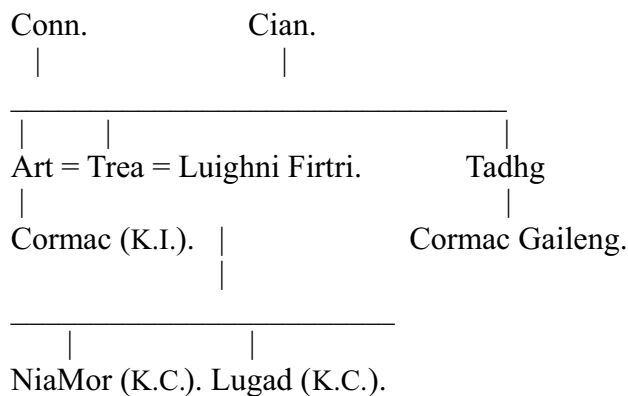 Conn. Cian.
Art = Trea = Luighni Firtri. Tadhg
Cormac (K.I.). Cormac Gaileng.
NiaMor (K.C.). Lugad (K.C.).